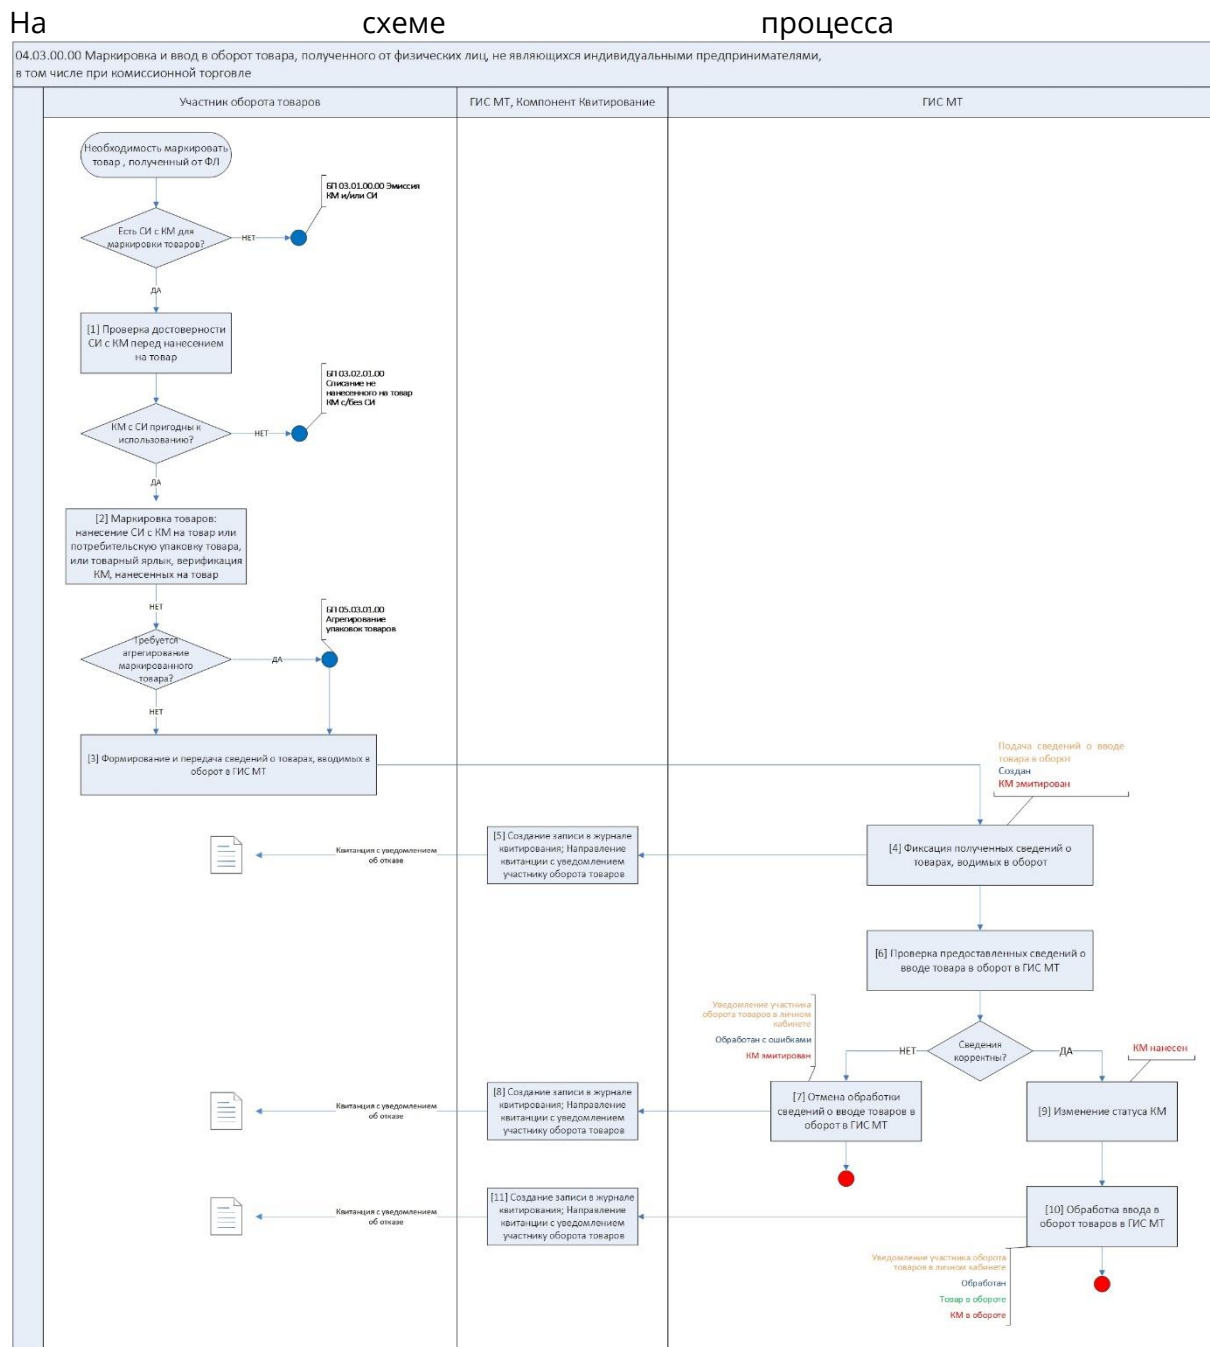 На схеме процесса
04.03.00.00 Маркировка и ввод в оборот товара, полученного от физических лиц, не являющихся индивидуальными предпринимателями,
в том числе при комиссионной торговле
Участник оборота товаров
ГИС МТ, Компонент Квитирование
ГИС МТ
Необходимость маркировать
товар , полученный от ФЛ
БП 03.01.00.00 Эмиссия
КМ и/или СИ
Есть СИ с КМ для
маркировки товаров?
НЕТ
ДА
[1] Проверка достоверности
СИ с КМ перед нанесением
на товар
БП 03.02.01.00
Списание не
нанесенного на товар
КМ с/без СИ
КМ с СИ пригодны к
использованию?
НЕТ
ДА
[2] Маркировка товаров:
нанесение СИ с КМ на товар или
потребительскую упаковку товара,
или товарный ярлык, верификация
КМ, нанесенных на товар
НЕТ
БП 05.03.01.00
Агрегирование
упаковок товаров
Требуется
агрегирование
маркированного
товара?
ДА
НЕТ
[3] Формирование и передача сведений о товарах, вводимых в
оборот в ГИС МТ
Подача сведений о вводе
товара в оборот
Создан
КМ эмитирован
[4] Фиксация полученных сведений о
товарах, водимых в оборот
[5] Создание записи в журнале
квитирования; Направление
квитанции с уведомлением
участнику оборота товаров
Квитанция с уведомлением
об отказе
[6] Проверка предоставленных сведений о
вводе товара в оборот в ГИС МТ
Уведомление участника
оборота товаров в личном
кабинете
Обработан с ошибками
КМ эмитирован
Сведения
корректны?
НЕТ
ДА
КМ нанесен
[7] Отмена обработки
сведений о вводе товаров в
оборот в ГИС МТ
[9] Изменение статуса КМ
[8] Создание записи в журнале
квитирования; Направление
квитанции с уведомлением
участнику оборота товаров
Квитанция с уведомлением
об отказе
[10] Обработка ввода в
оборот товаров в ГИС МТ
[11] Создание записи в журнале
квитирования; Направление
квитанции с уведомлением
участнику оборота товаров
Квитанция с уведомлением
об отказе
Уведомление участника оборота
товаров в личном кабинете
Обработан
Товар в обороте
КМ в обороте